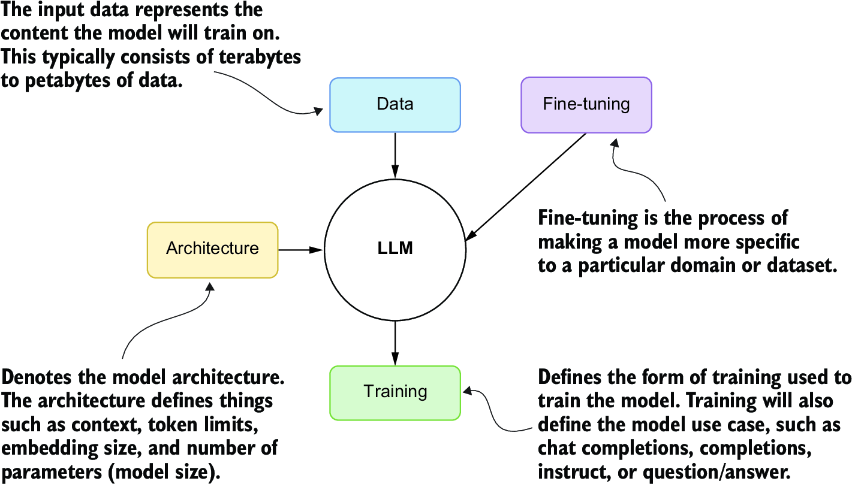 The input data represents the
content the model will train on.
This typically consists of terabytes
to petabytes of data.
Data
Fine-tuning
Fine-tuning is the process of
making a model more specific
to a particular domain or dataset.
Architecture
LLM
Denotes the model architecture.
The architecture defines things
such as context, token limits,
embedding size, and number of
parameters (model size).
Training
Defines the form of training used to
train the model. Training will also
define the model use case, such as
chat completions, completions,
instruct, or question/answer.